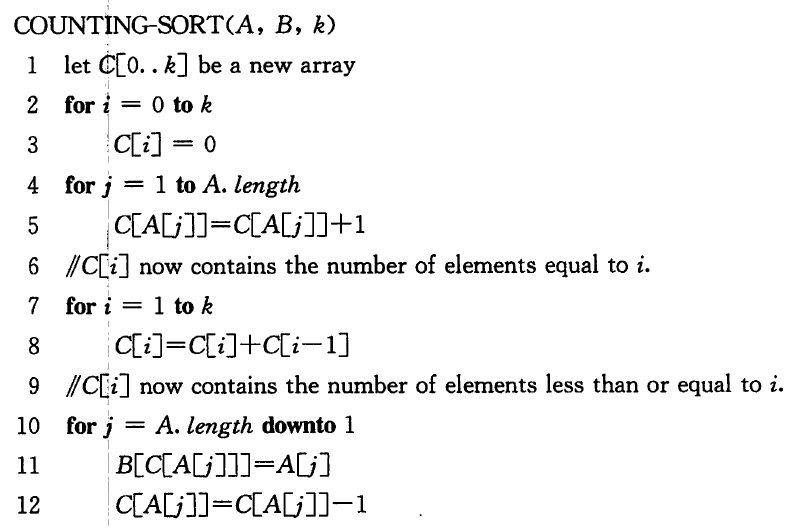 COUNTING-SORT(A, B, k)
1 let C[0..k] be a new array
2 for i = 0 to k
3 C[i] = 0
4 for j = 1 to A.length
5 C[A[j]]=C[A[j]]+1
6 //C[i] now contains the number of elements equal to i.
7 for i = 1 to k
8 C[i]=C[i]+C[i-1]
9 //C[i] now contains the number of elements less than or equal to i.
10 for j = A.length downto 1
11 B[C[A[j]]]=A[j]
12 C[A[j]]=C[A[j]]-1